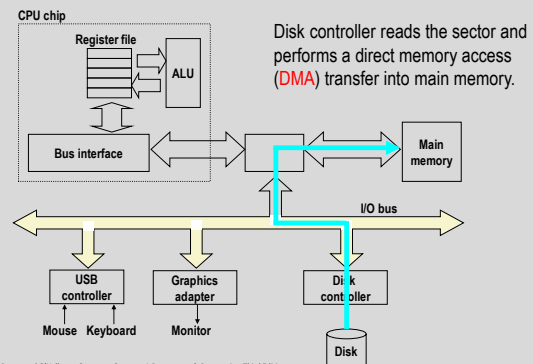 CPU chip
Disk controller reads the sector and
performs a direct memory access
(DMA) transfer into main memory.
Register file
ALU
Bus interface
Main
memory
I/O bus
USB
controller
Graphics
adapter
Disk
controller
Mouse Keyboard
Monitor
Disk